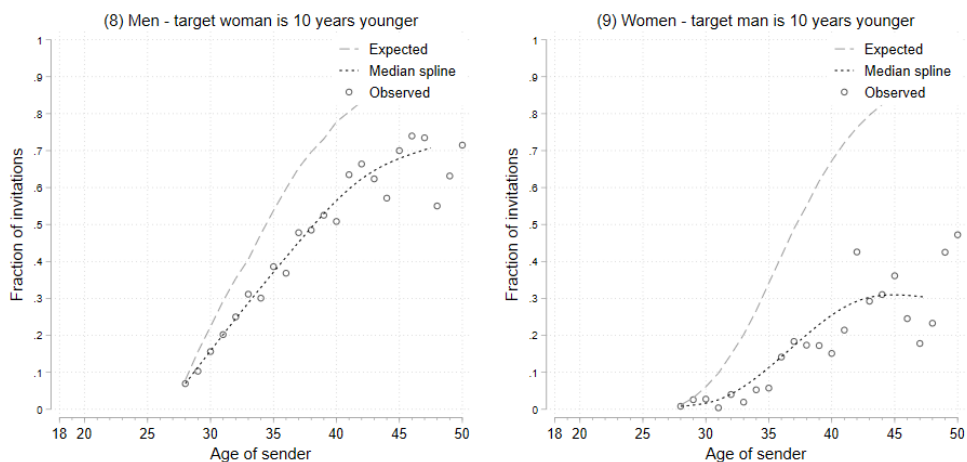 (8) Men - target woman is 10 years younger
1
.9
.8
.7
.6
.5
.4
.3
.2
.1
0
Fraction of invitations
Expected
Median spline
Observed
18 20 25 30 35 40 45 50
Age of sender
(9) Women - target man is 10 years younger
1
.9
.8
.7
.6
.5
.4
.3
.2
.1
0
Fraction of invitations
Expected
Median spline
Observed
18 20 25 30 35 40 45 50
Age of sender